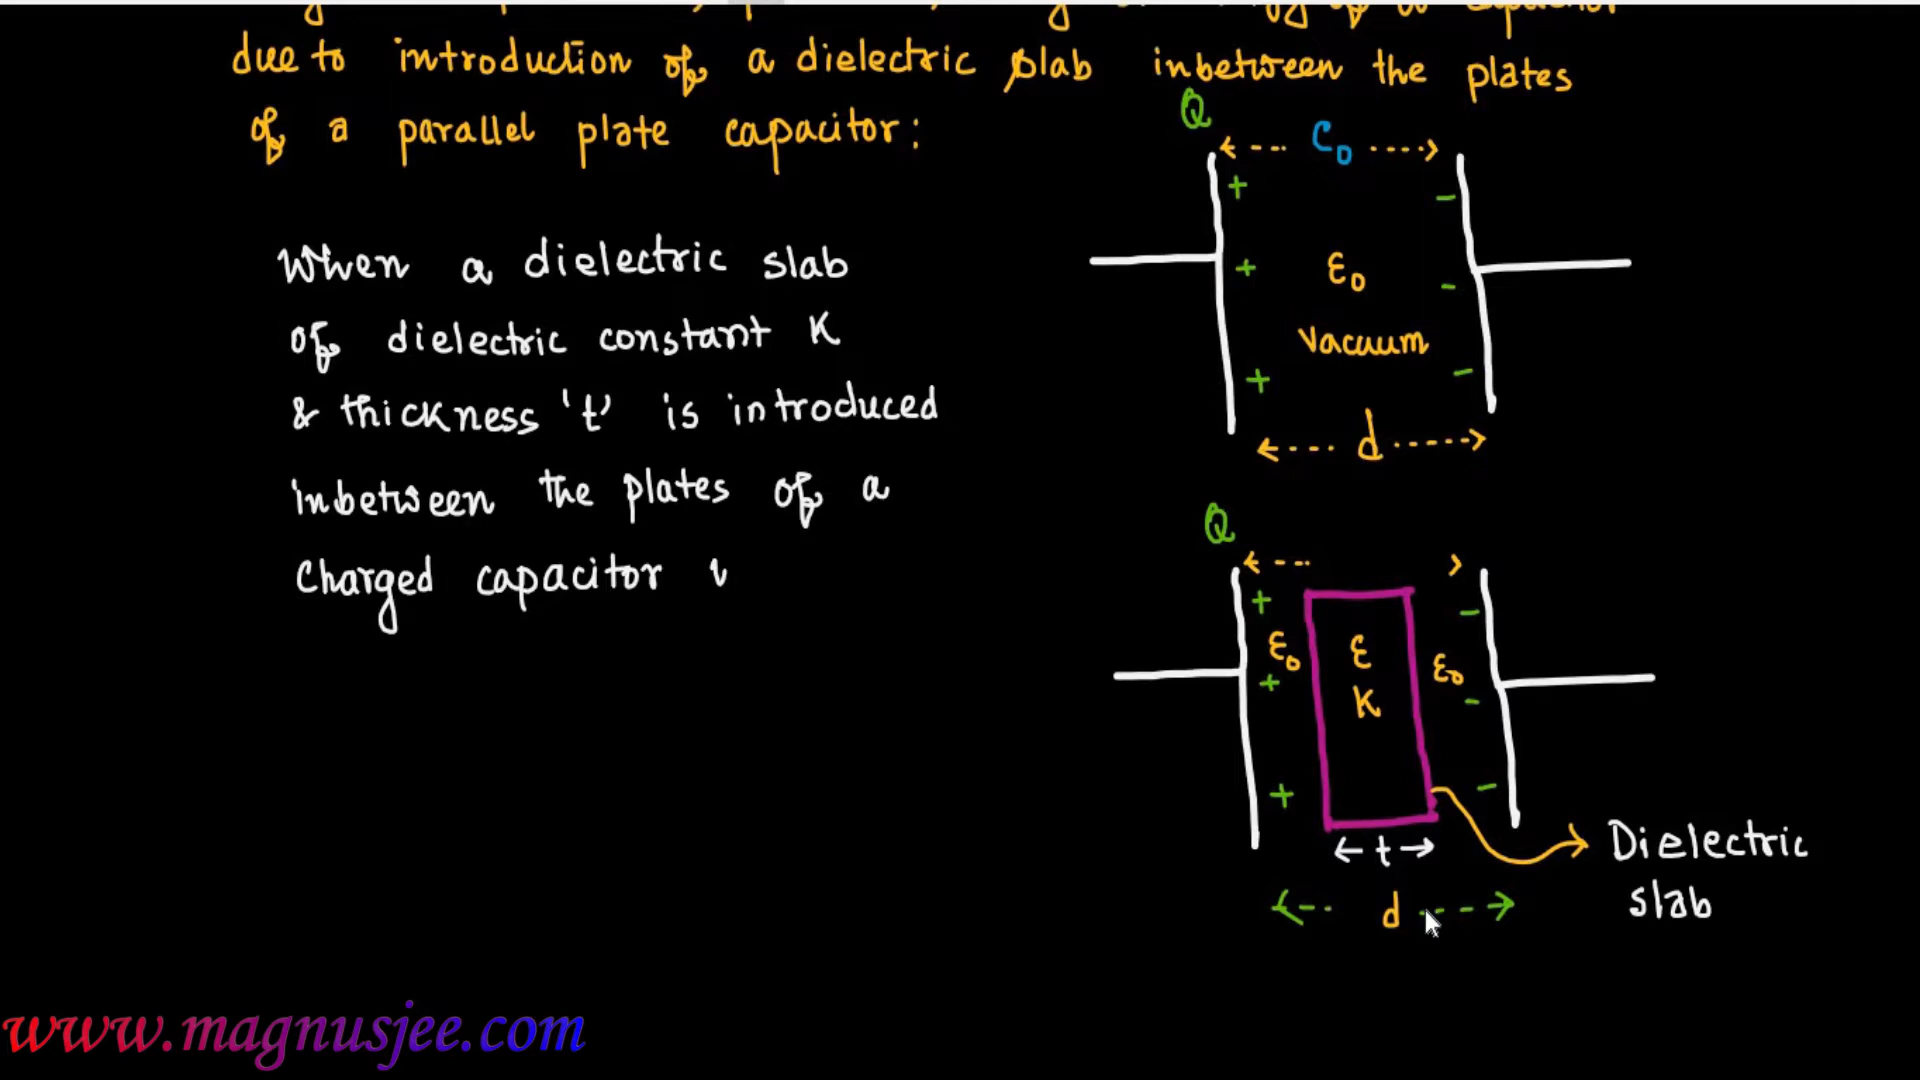 due to introduction of a dielectric slab inbetween the plates
of a parallel plate capacitor:
When a dielectric slab
of dielectric constant K
& thickness 't' is introduced
inbetween the plates of a
charged capacitor
Q
C₀
+ -
+ ε₀ -
vacuum
+ -
d
Q
+ -
ε₀ ε ε₀
+ K -
+ -
t
Dielectric
slab
d
www.magnusjee.com